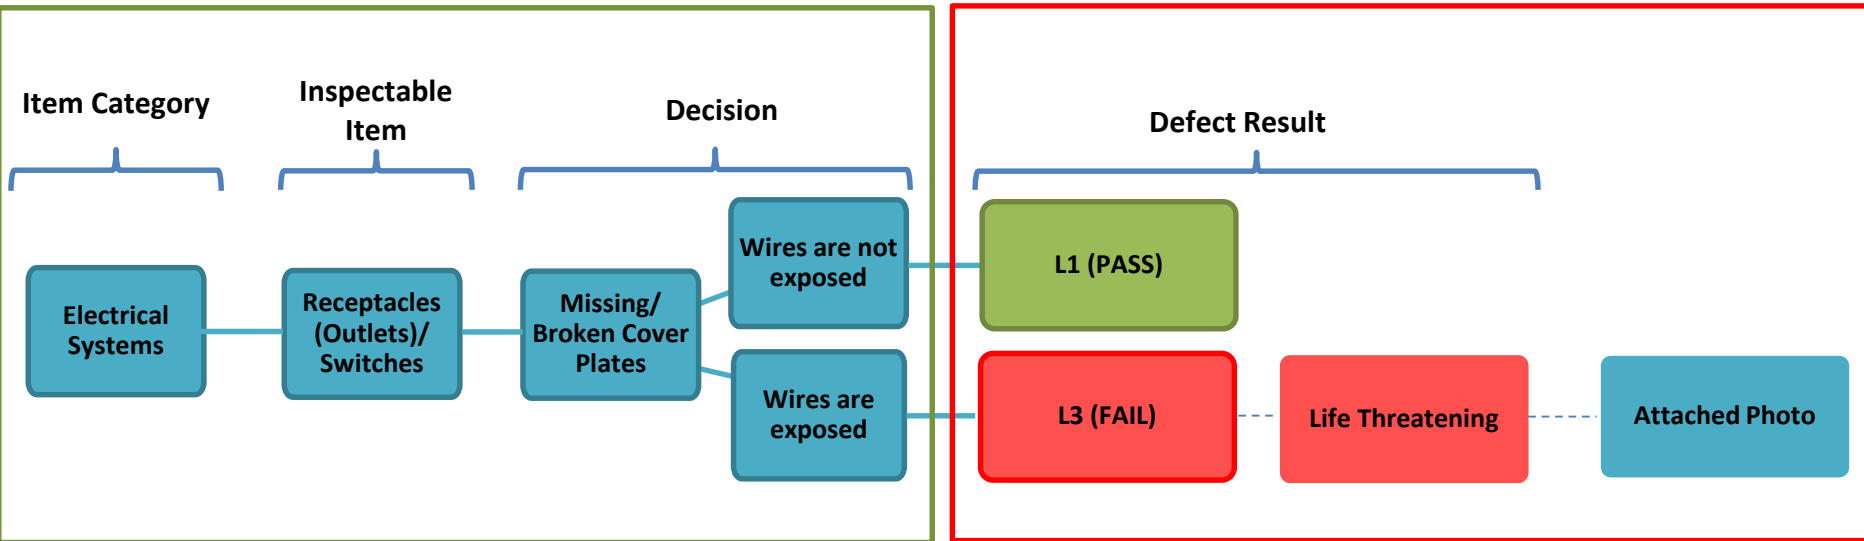 Item Category
Inspectable
Item
Decision
Defect Result
Electrical
Systems
Receptacles
(Outlets)/
Switches
Missing/
Broken Cover
Plates
Wires are not
exposed
Wires are
exposed
L1 (PASS)
L3 (FAIL)
Life Threatening
Attached Photo